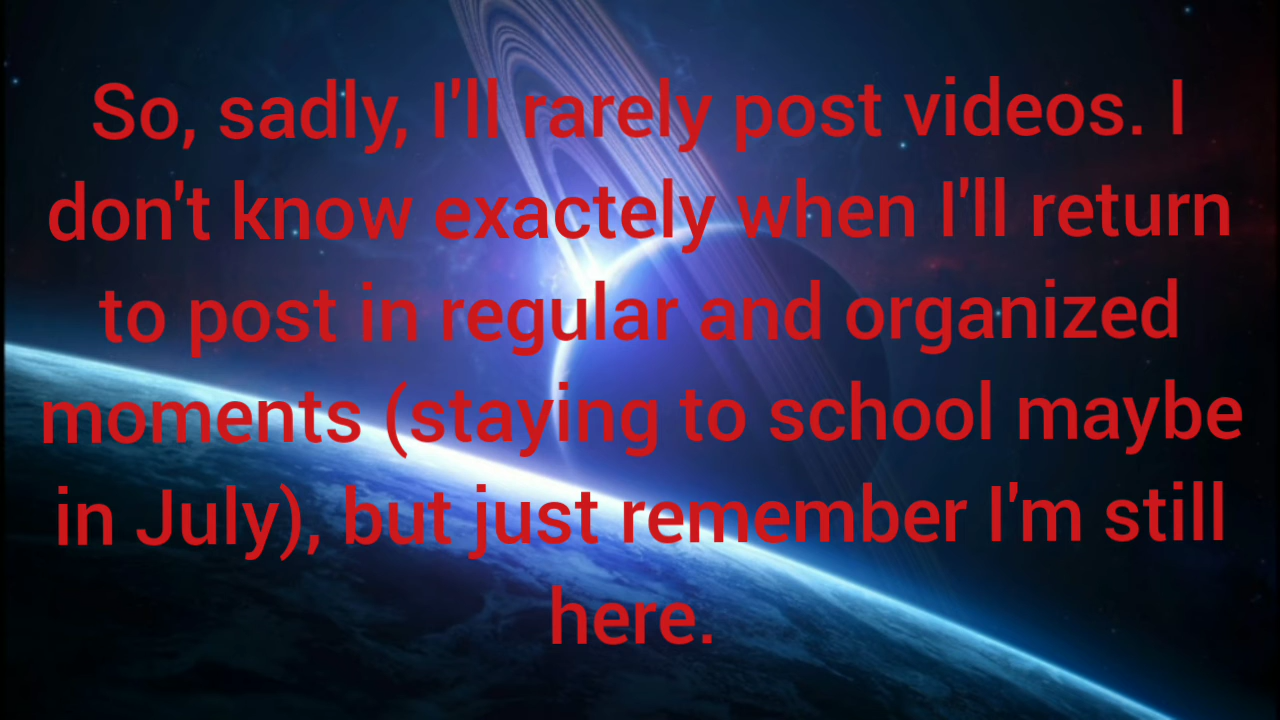 So, sadly, I'll rarely post videos. I
don't know exactely when I'll return
to post in regular and organized
moments (staying to school maybe
in July), but just remember I'm still
here.